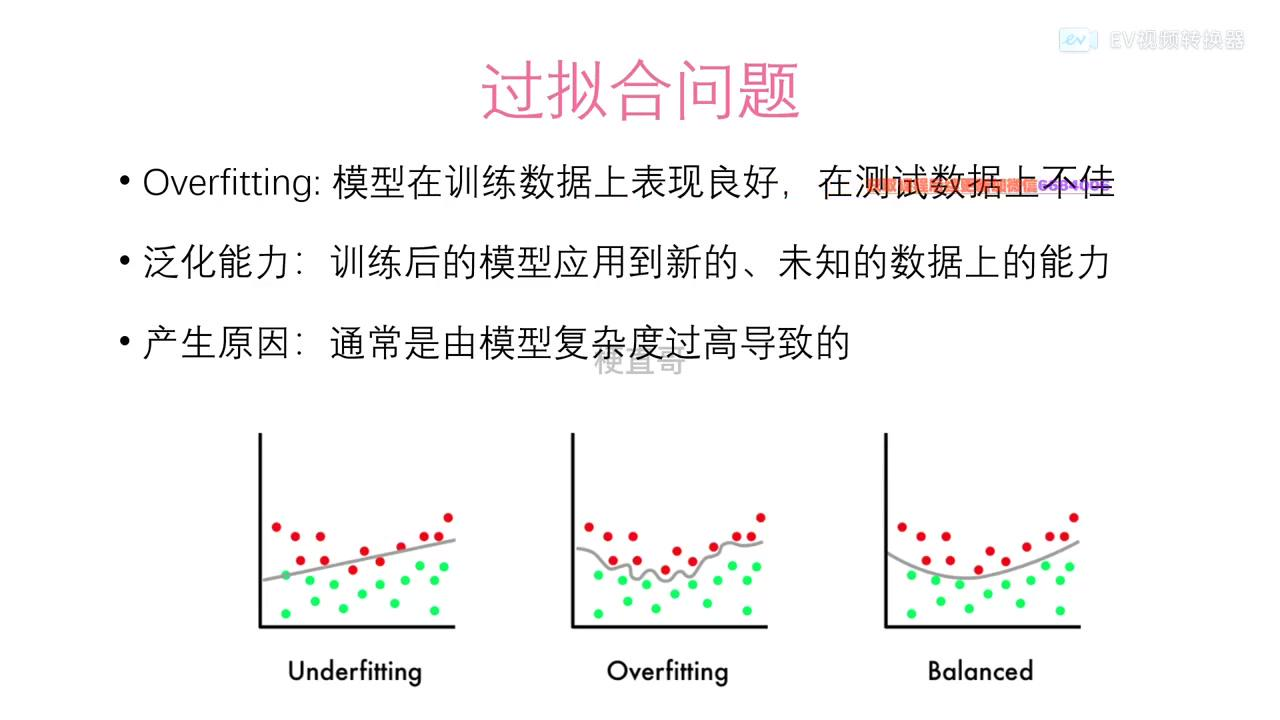 EV视频转换器
过拟合问题
• Overfitting: 模型在训练数据上表现良好，在测试数据上不佳
• 泛化能力： 训练后的模型应用到新的、未知的数据上的能力
• 产生原因： 通常是由模型复杂度过高导致的
梗直哥
Underfitting
Overfitting
Balanced